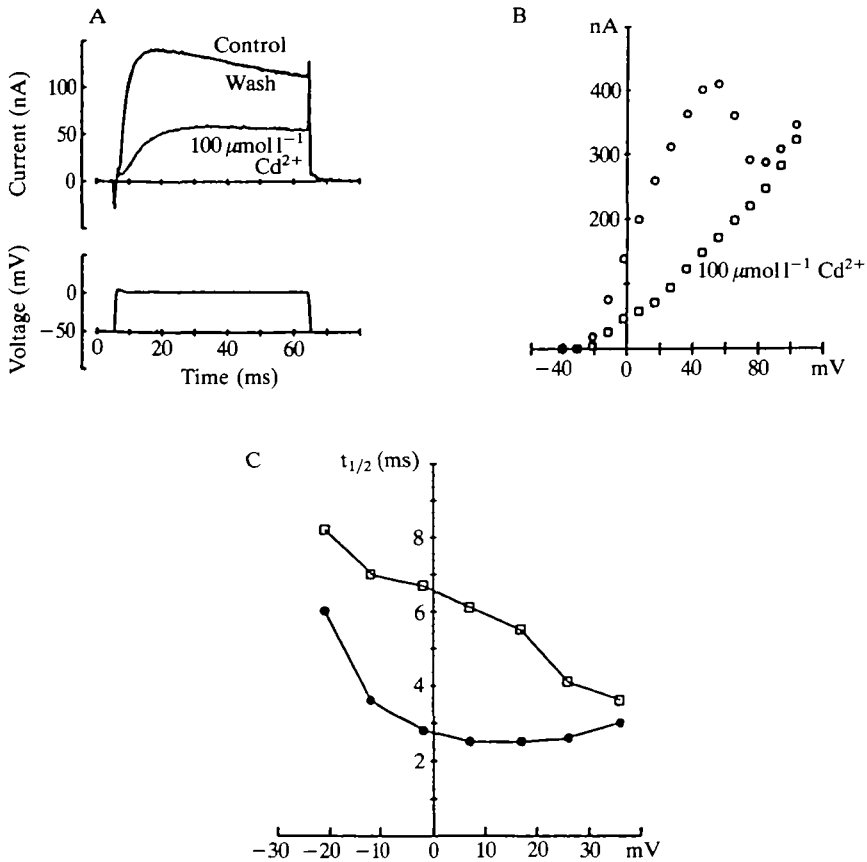 A
Control
Wash
100 μmol l⁻¹
Cd²⁺
Current (nA)
100
50
0
Voltage (mV)
0
−50
0 20 40 60
Time (ms)
B
nA
400
300
200
100 μmol l⁻¹ Cd²⁺
−40 0 40 80 mV
C
t1/2 (ms)
8
6
4
2
−30 −20 −10 0 10 20 30 mV